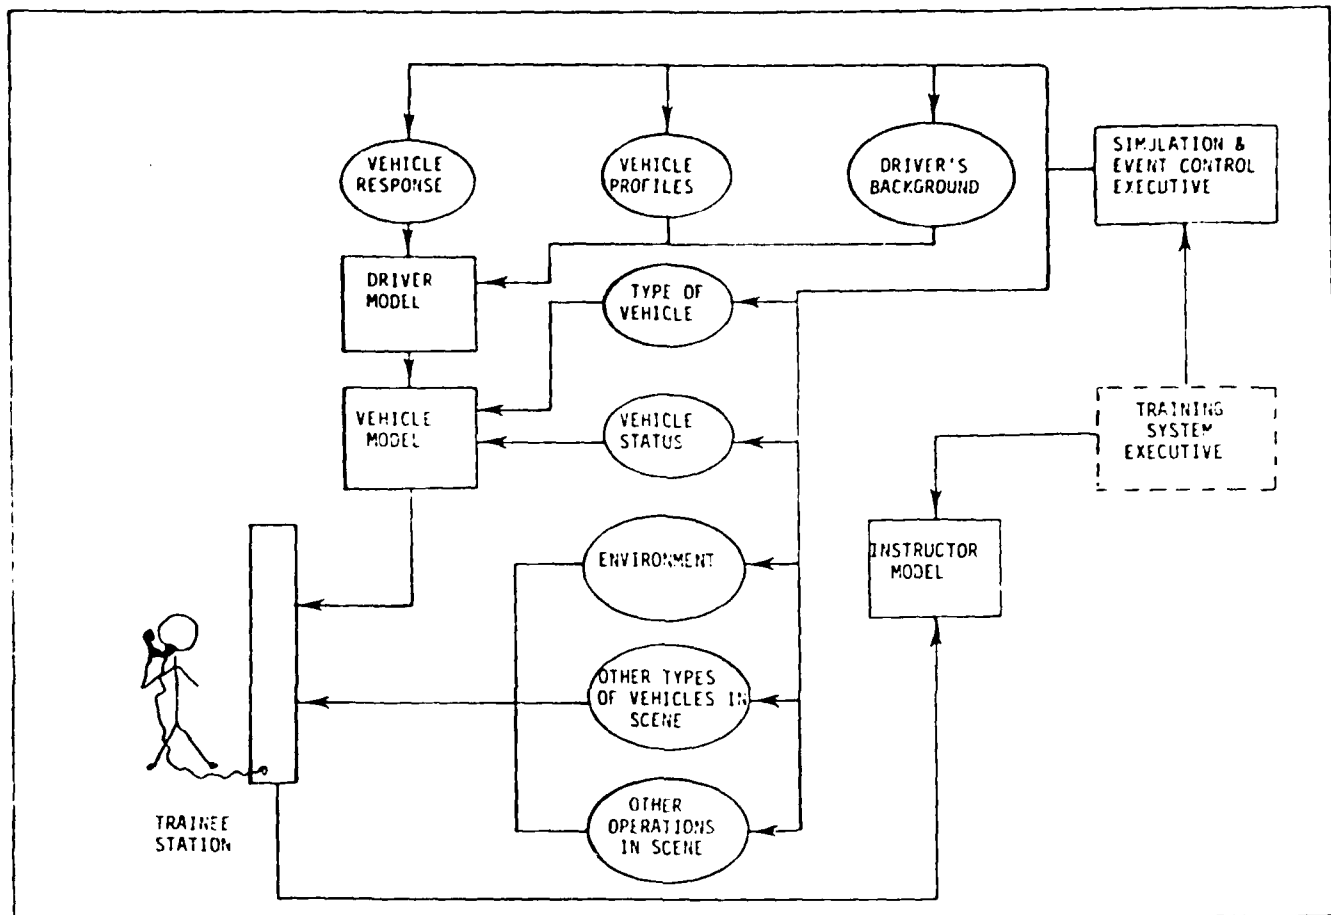 VEHICLE
RESPONSE
VEHICLE
PROFILES
DRIVER'S
BACKGROUND
SIMULATION &
EVENT CONTROL
EXECUTIVE
DRIVER
MODEL
TYPE OF
VEHICLE
VEHICLE
MODEL
VEHICLE
STATUS
TRAINING
SYSTEM
EXECUTIVE
ENVIRONMENT
INSTRUCTOR
MODEL
OTHER TYPES
OF VEHICLES IN
SCENE
OTHER
OPERATIONS
IN SCENE
TRAINEE
STATION